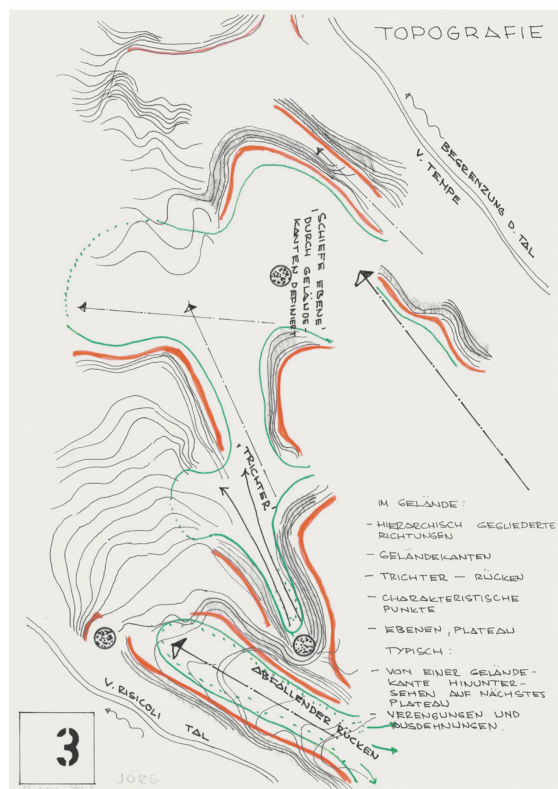 TOPOGRAFIE
BEGRENZUNG D. TAL
V. TEMPE
'SCHIEFE EBENE'
DURCH GELÄNDE-
KANTEN DEFINIERT
'TRICHTER'
IM GELÄNDE:
- HIERARCHISCH GEGLIEDERTE
RICHTUNGEN
- GELÄNDEKANTEN
- TRICHTER — RÜCKEN
- CHARAKTERISTISCHE
PUNKTE
- EBENEN, PLATEAU
TYPISCH:
- VON EINER GELÄNDE-
KANTE HINUNTER-
SEHEN AUF NÄCHSTES
PLATEAU
- VERENGUNGEN UND
AUSDEHNUNGEN.
ABFALLENDER RÜCKEN
V. RISICOLI TAL
3
JÖRG